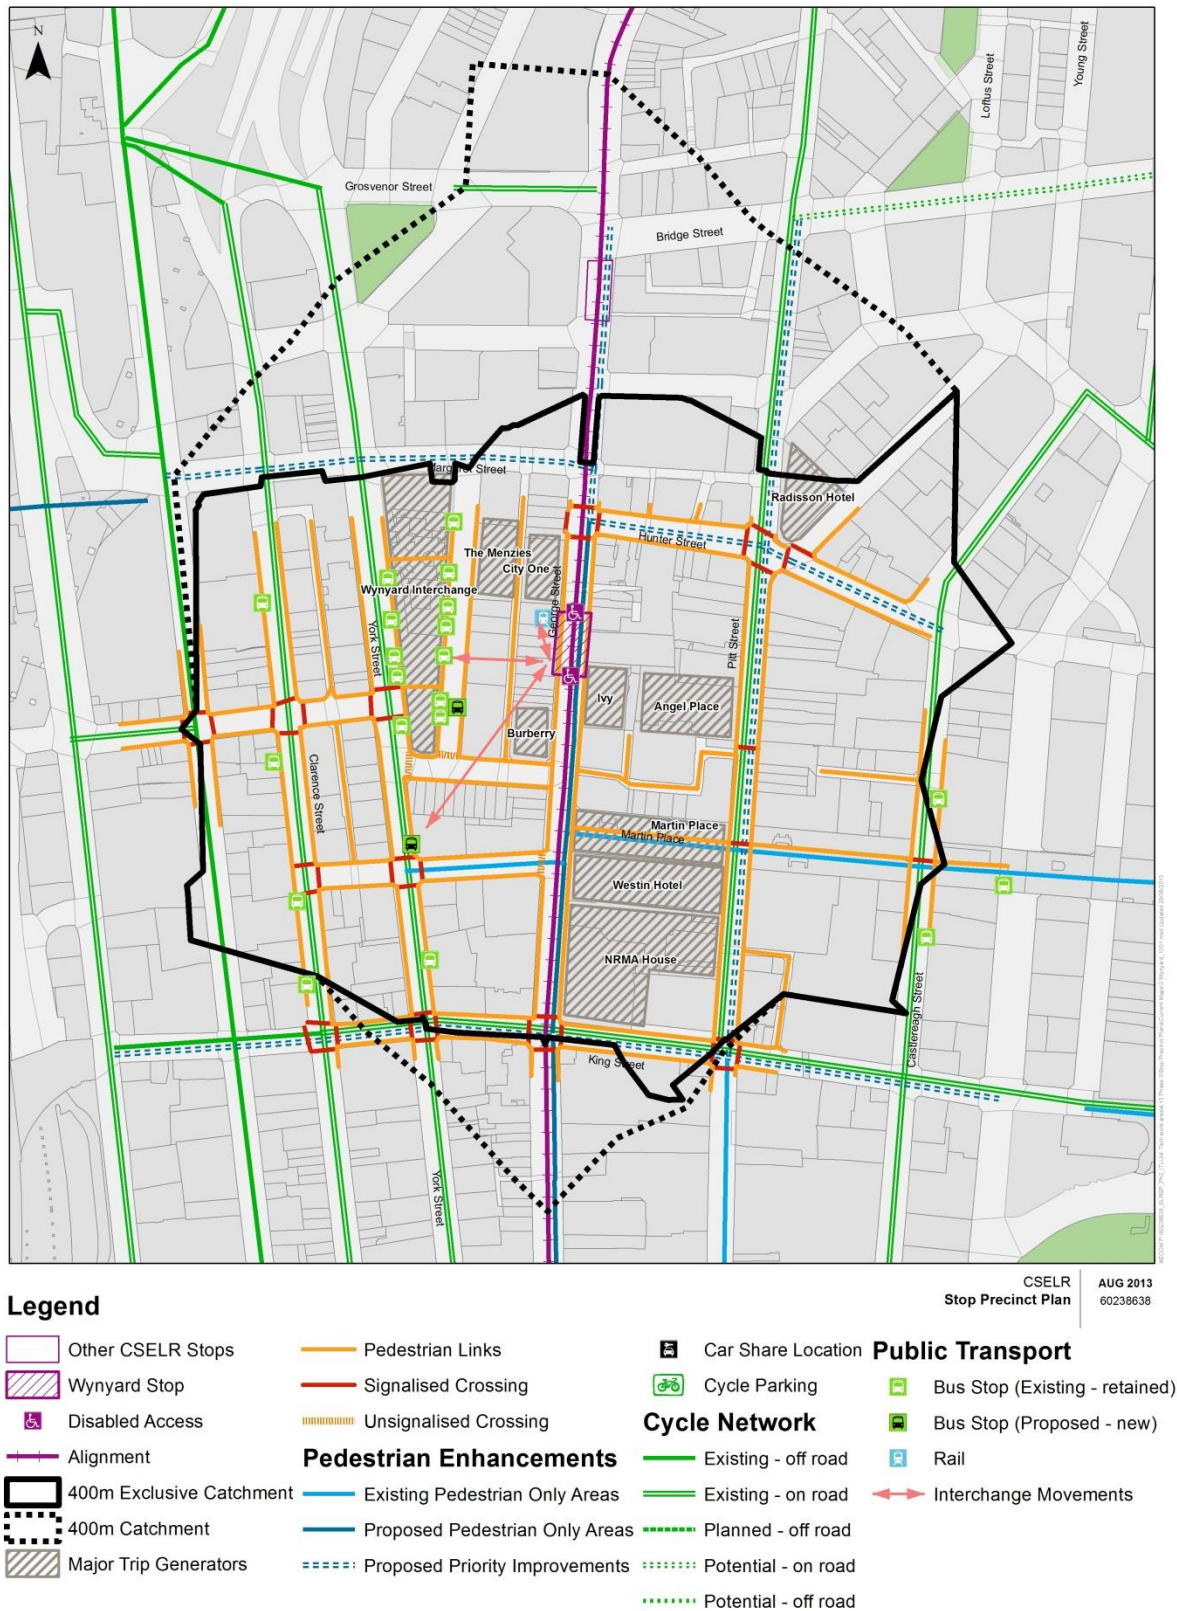 N
Loftus Street
Young Street
Grosvenor Street
Bridge Street
Margaret Street
Radisson Hotel
Hunter Street
The Menzies
City One
Wynyard Interchange
George Street
York Street
Pitt Street
Ivy
Angel Place
Burberry
Clarence Street
Martin Place
Martin Place
Westin Hotel
NRMA House
Castlereagh Street
King Street
York Street
CSELR
Stop Precinct Plan
AUG 2013
60238638
Legend
Other CSELR Stops
Wynyard Stop
Disabled Access
Alignment
400m Exclusive Catchment
400m Catchment
Major Trip Generators
Pedestrian Links
Signalised Crossing
Unsignalised Crossing
Pedestrian Enhancements
Existing Pedestrian Only Areas
Proposed Pedestrian Only Areas
Proposed Priority Improvements
Car Share Location
Cycle Parking
Cycle Network
Existing - off road
Existing - on road
Planned - off road
Potential - on road
Potential - off road
Public Transport
Bus Stop (Existing - retained)
Bus Stop (Proposed - new)
Rail
Interchange Movements